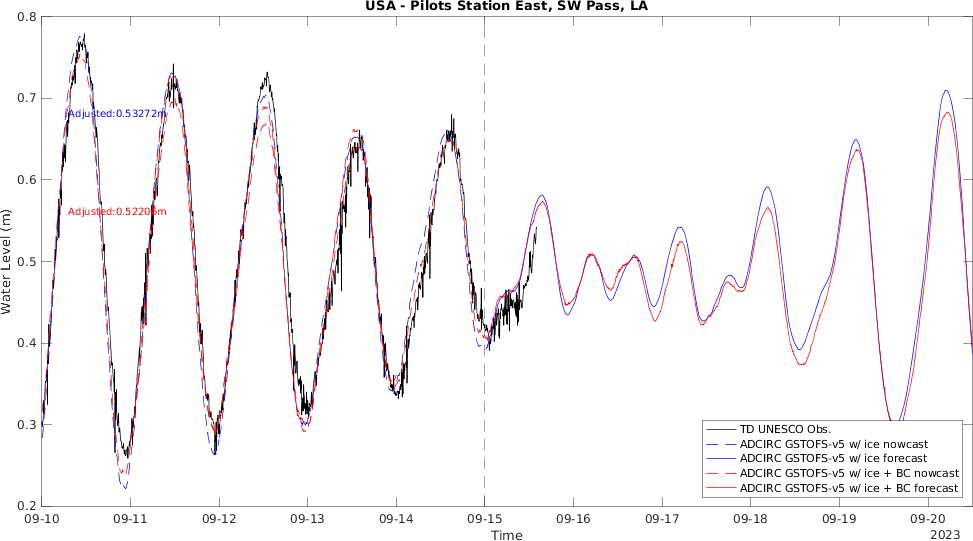 USA - Pilots Station East, SW Pass, LA
0.8
0.7
0.6
0.5
0.4
0.3
0.2
Water Level (m)
Adjusted:0.53272m
Adjusted:0.52205m
TD UNESCO Obs.
ADCIRC GSTOFS-v5 w/ ice nowcast
ADCIRC GSTOFS-v5 w/ ice forecast
ADCIRC GSTOFS-v5 w/ ice + BC nowcast
ADCIRC GSTOFS-v5 w/ ice + BC forecast
09-10 09-11 09-12 09-13 09-14 09-15 09-16 09-17 09-18 09-19 09-20
Time
2023